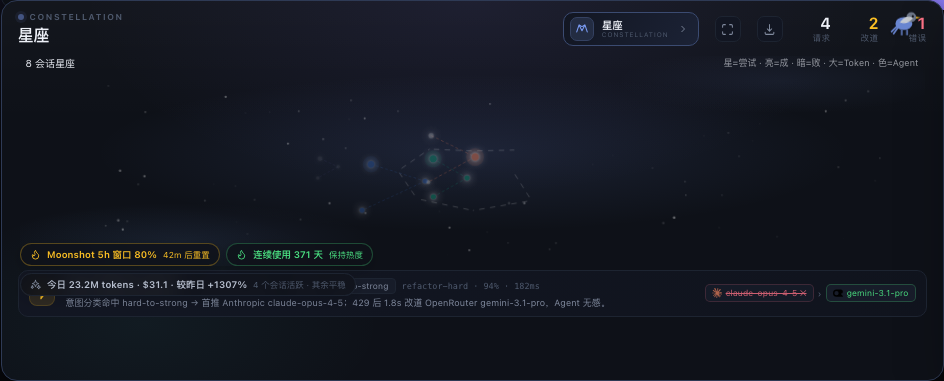 CONSTELLATION
星座
星座
CONSTELLATION
4
请求
2
改道
1
错误
8 会话星座
星=尝试 · 亮=成 · 暗=败 · 大=Token · 色=Agent
Moonshot 5h 窗口 80% 42m 后重置
连续使用 371 天 保持热度
今日 23.2M tokens · $31.1 · 较昨日 +1307% 4 个会话活跃 · 其余平稳
o-strong refactor-hard · 94% · 182ms
意图分类命中 hard-to-strong → 首推 Anthropic claude-opus-4-5；429 后 1.8s 改道 OpenRouter gemini-3.1-pro，Agent 无感。
claude-opus-4-5 ✕ › gemini-3.1-pro